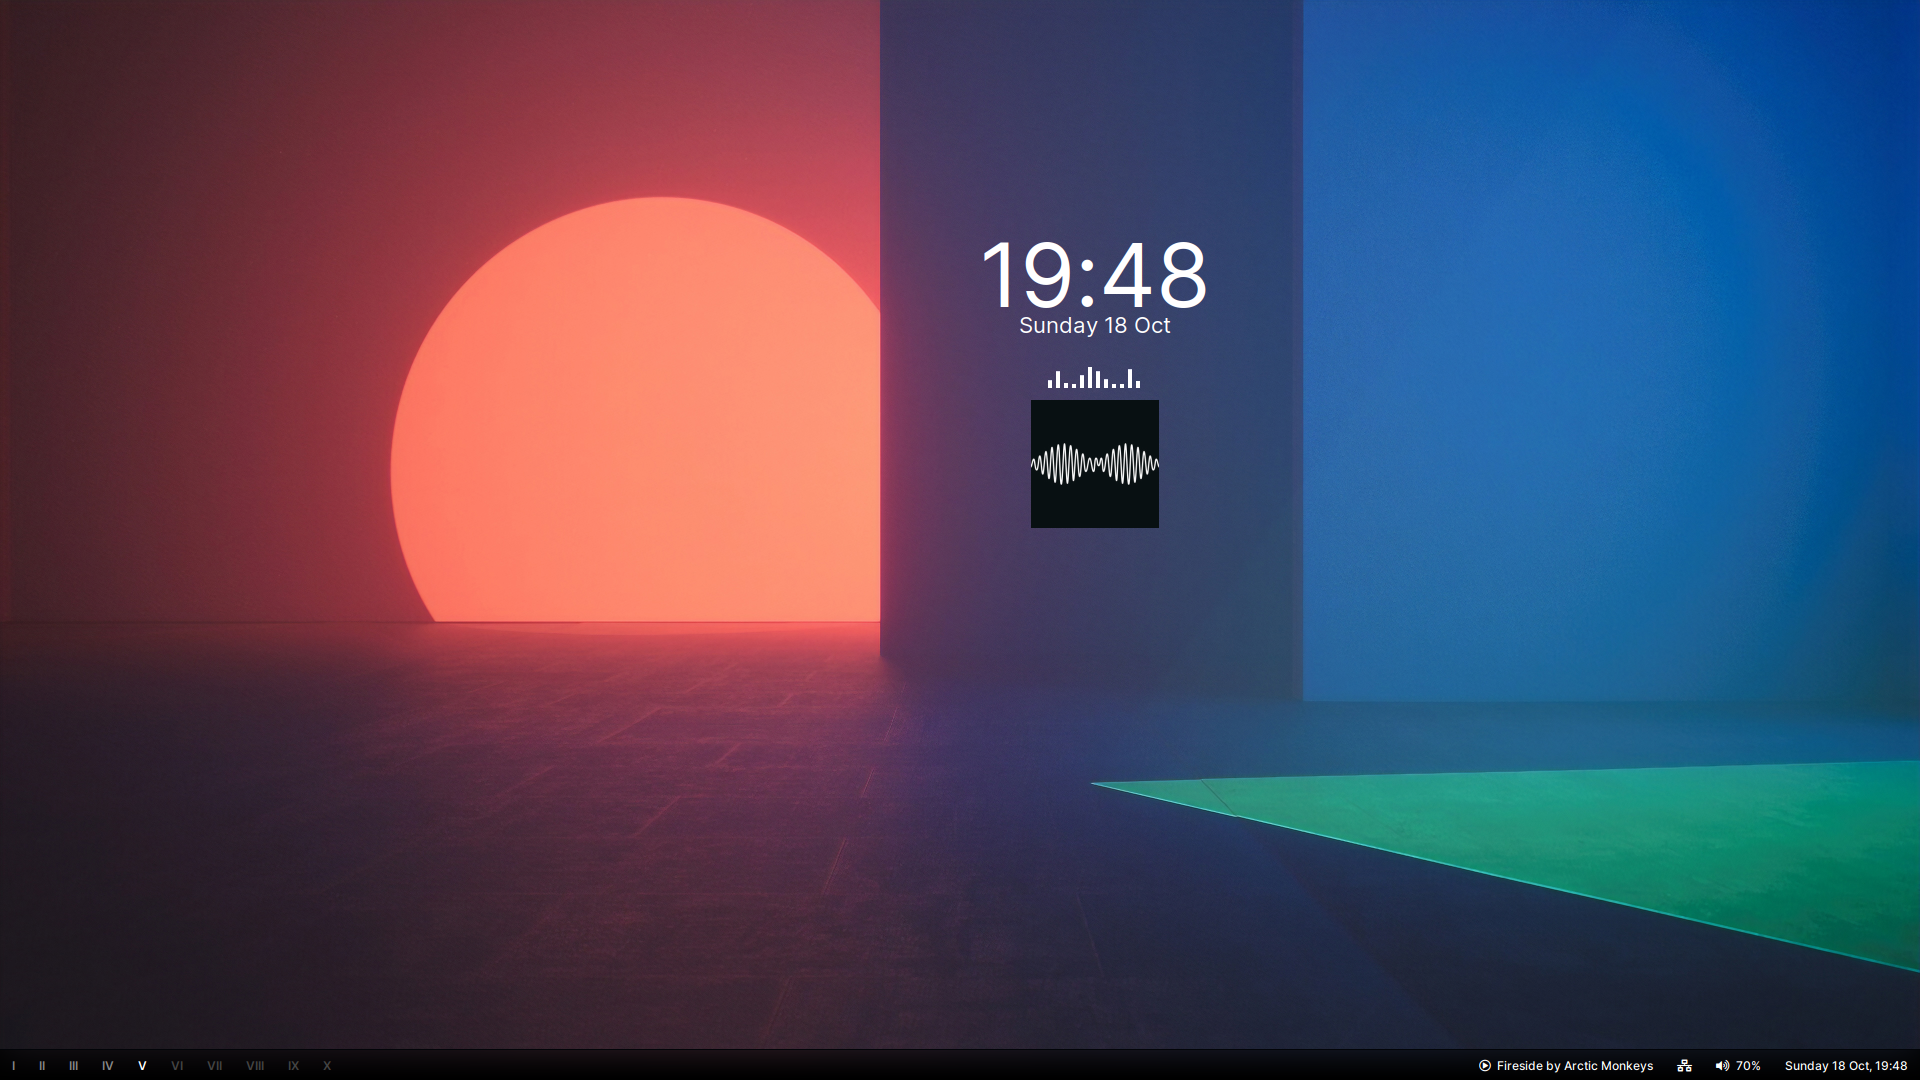 19:48
Sunday 18 Oct
I II III IV V VI VII VIII IX X Fireside by Arctic Monkeys 70% Sunday 18 Oct, 19:48